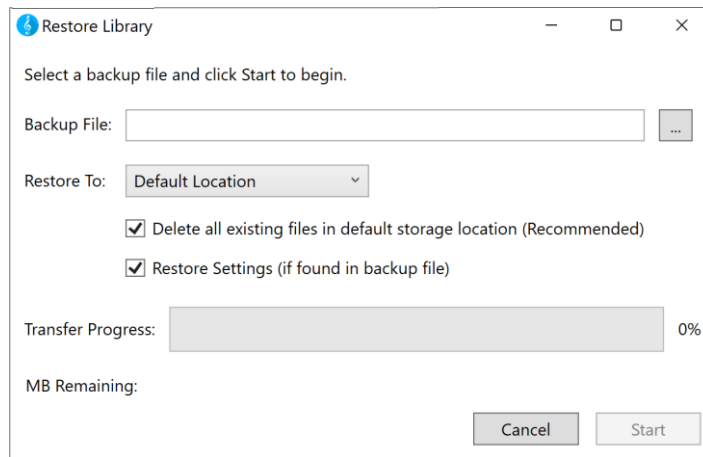 Restore Library
Select a backup file and click Start to begin.
Backup File:
...
Restore To: Default Location
Delete all existing files in default storage location (Recommended)
Restore Settings (if found in backup file)
Transfer Progress: 0%
MB Remaining:
Cancel Start